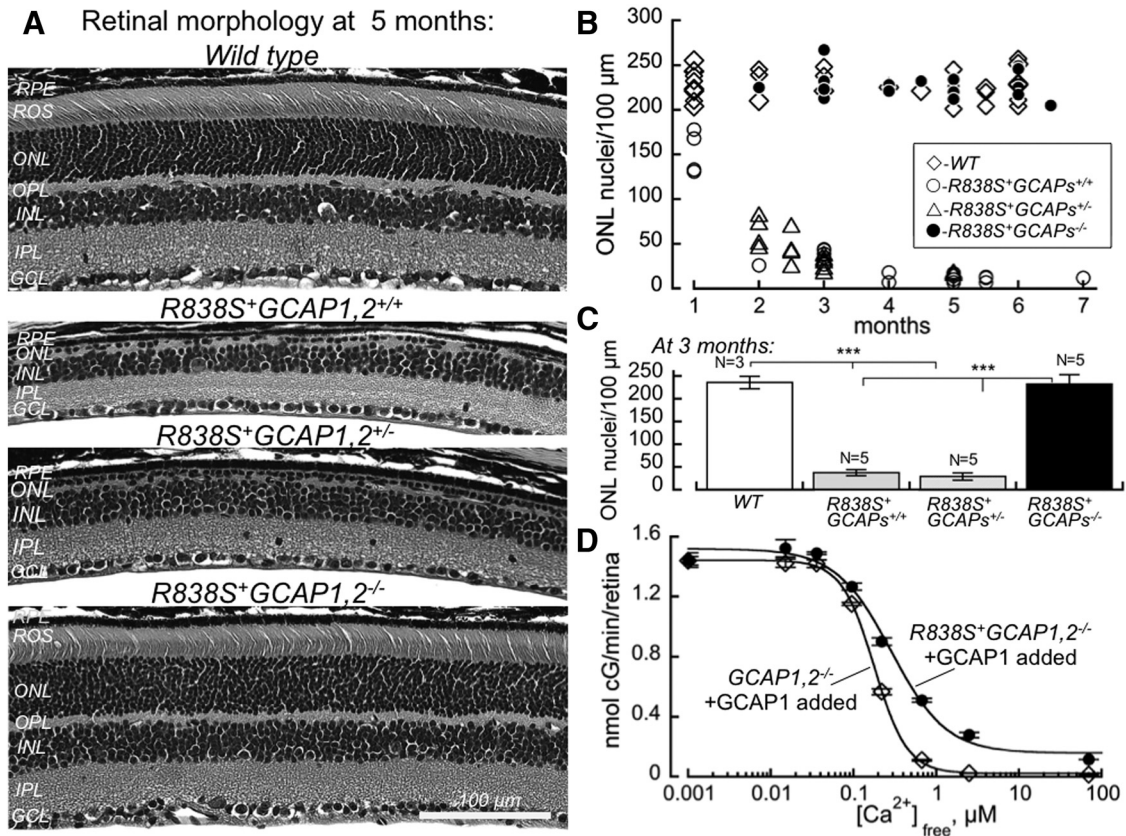 A Retinal morphology at 5 months:
Wild type
RPE
ROS
ONL
OPL
INL
IPL
GCL
R838S⁺GCAP1,2⁺/⁺
RPE
ONL
INL
IPL
GCL
R838S⁺GCAP1,2⁺/⁻
RPE
ONL
INL
IPL
GCL
R838S⁺GCAP1,2⁻/⁻
RPE
ROS
ONL
OPL
INL
IPL
GCL
100 µm
B
ONL nuclei/100 µm
300
250
200
150
100
50
0
1 2 3 4 5 6 7
months
◇-WT
○-R838S⁺GCAPs⁺/⁺
△-R838S⁺GCAPs⁺/⁻
●-R838S⁺GCAPs⁻/⁻
C
At 3 months:
ONL nuclei/100 µm
250
200
150
100
50
0
N=3
***
***
N=5
N=5
N=5
WT
R838S⁺
GCAPs⁺/⁺
R838S⁺
GCAPs⁺/⁻
R838S⁺
GCAPs⁻/⁻
D
nmol cG/min/retina
1.6
1.2
0.8
0.4
0
R838S⁺GCAP1,2⁻/⁻
+GCAP1 added
GCAP1,2⁻/⁻
+GCAP1 added
0.001 0.01 0.1 1 10 100
[Ca²⁺]free, µM